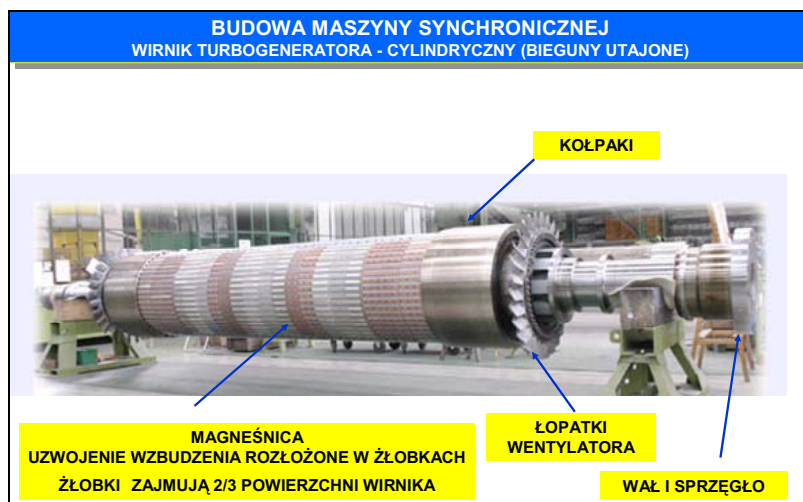 BUDOWA MASZYNY SYNCHRONICZNEJ
WIRNIK TURBOGENERATORA - CYLINDRYCZNY (BIEGUNY UTAJONE)
KOŁPAKI
MAGNEŚNICA
UZWOJENIE WZBUDZENIA ROZŁOŻONE W ŻŁOBKACH
ŻŁOBKI ZAJMUJĄ 2/3 POWIERZCHNI WIRNIKA
ŁOPATKI
WENTYLATORA
WAŁ I SPRZĘGŁO